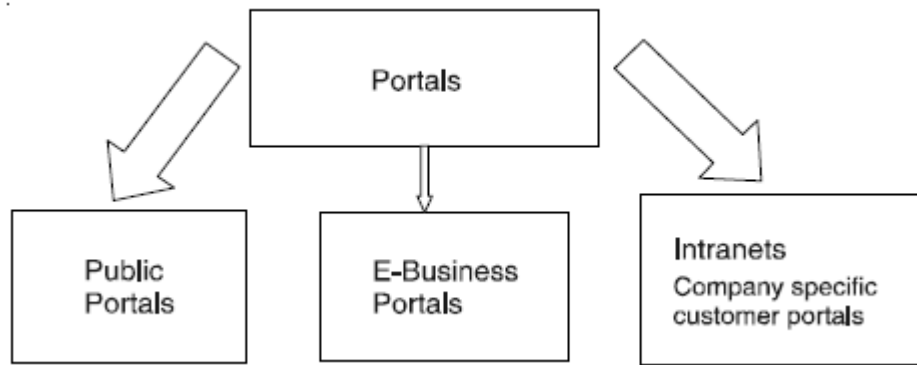 Portals
Public
Portals
E-Business
Portals
Intranets
Company specific
customer portals